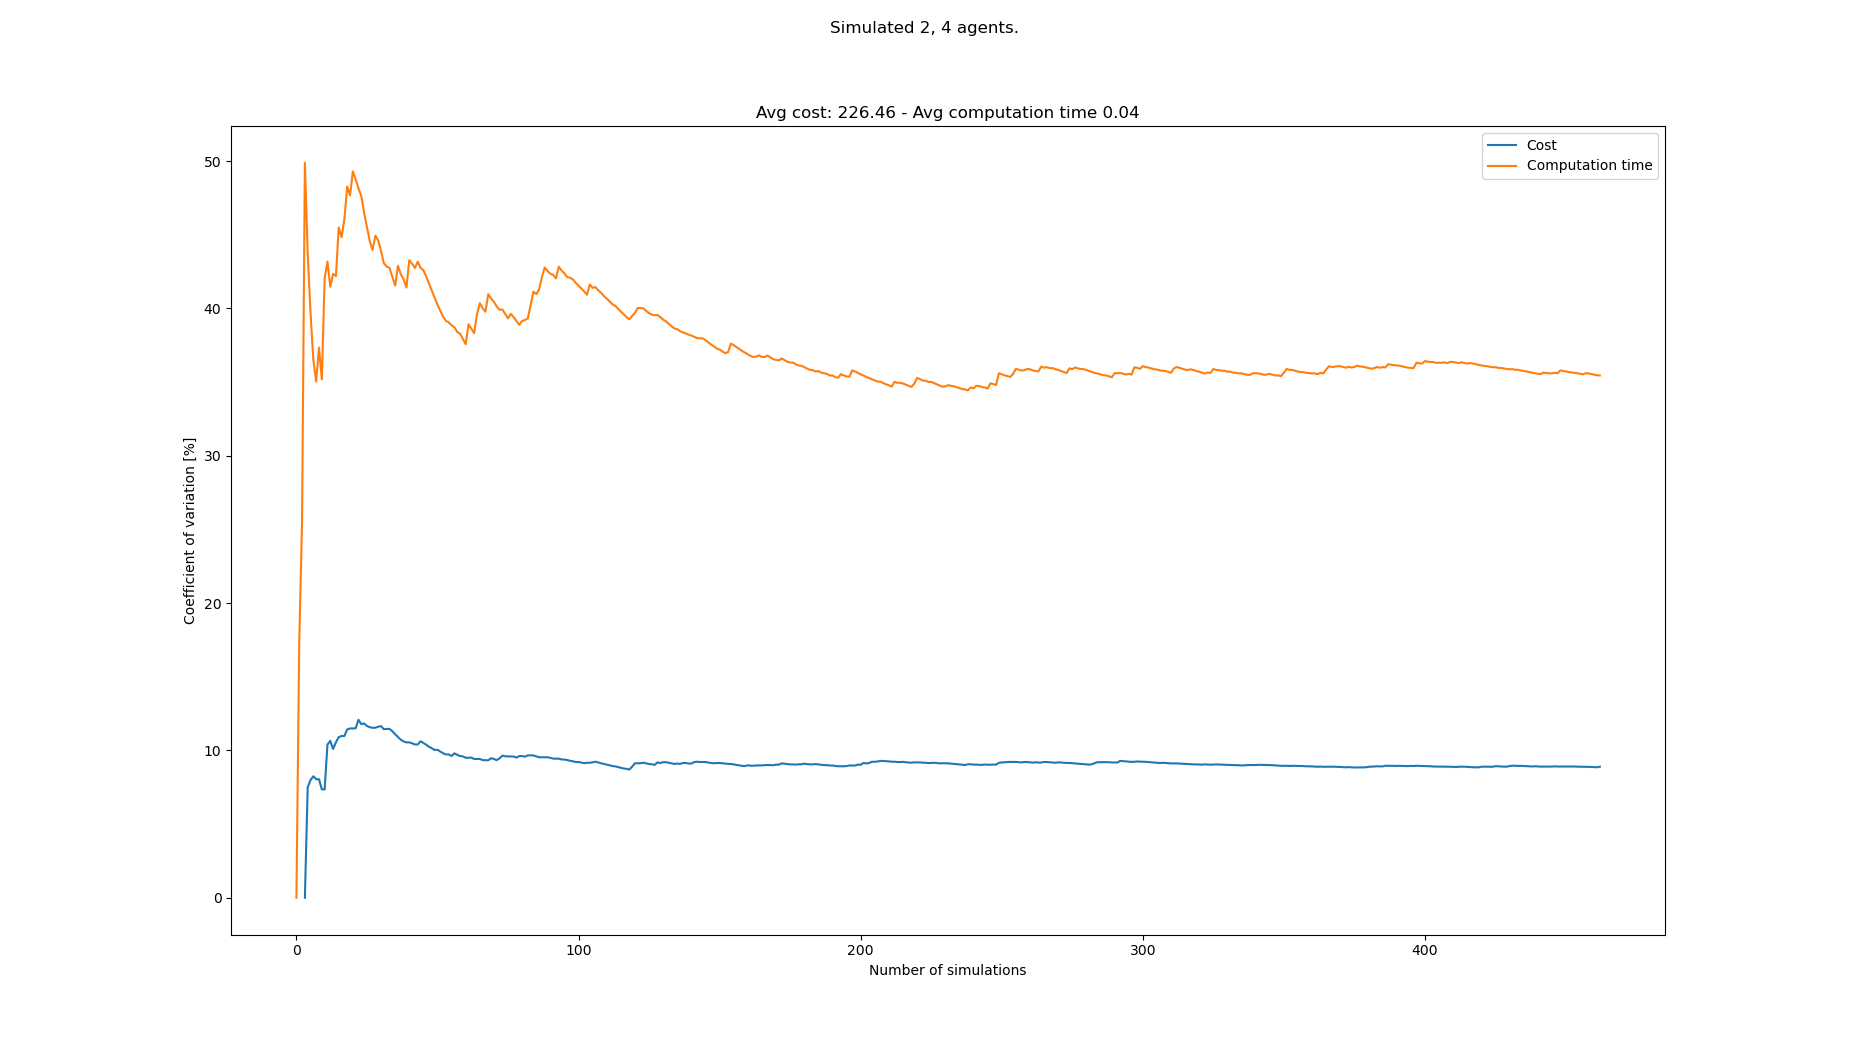 Simulated 2, 4 agents.
Avg cost: 226.46 - Avg computation time 0.04
Cost
Computation time
Coefficient of variation [%]
50
40
30
20
10
0
0
100
200
300
400
Number of simulations